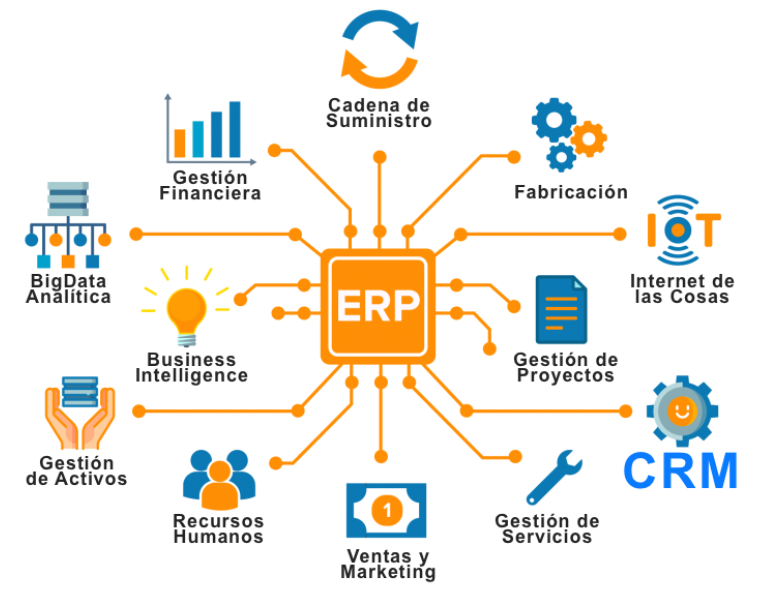 Cadena de
Suministro
Gestión
Financiera
Fabricación
BigData
Analítica
IoT
Internet de
las Cosas
ERP
Business
Intelligence
Gestión de
Proyectos
Gestión
de Activos
CRM
Recursos
Humanos
1
Ventas y
Marketing
Gestión de
Servicios